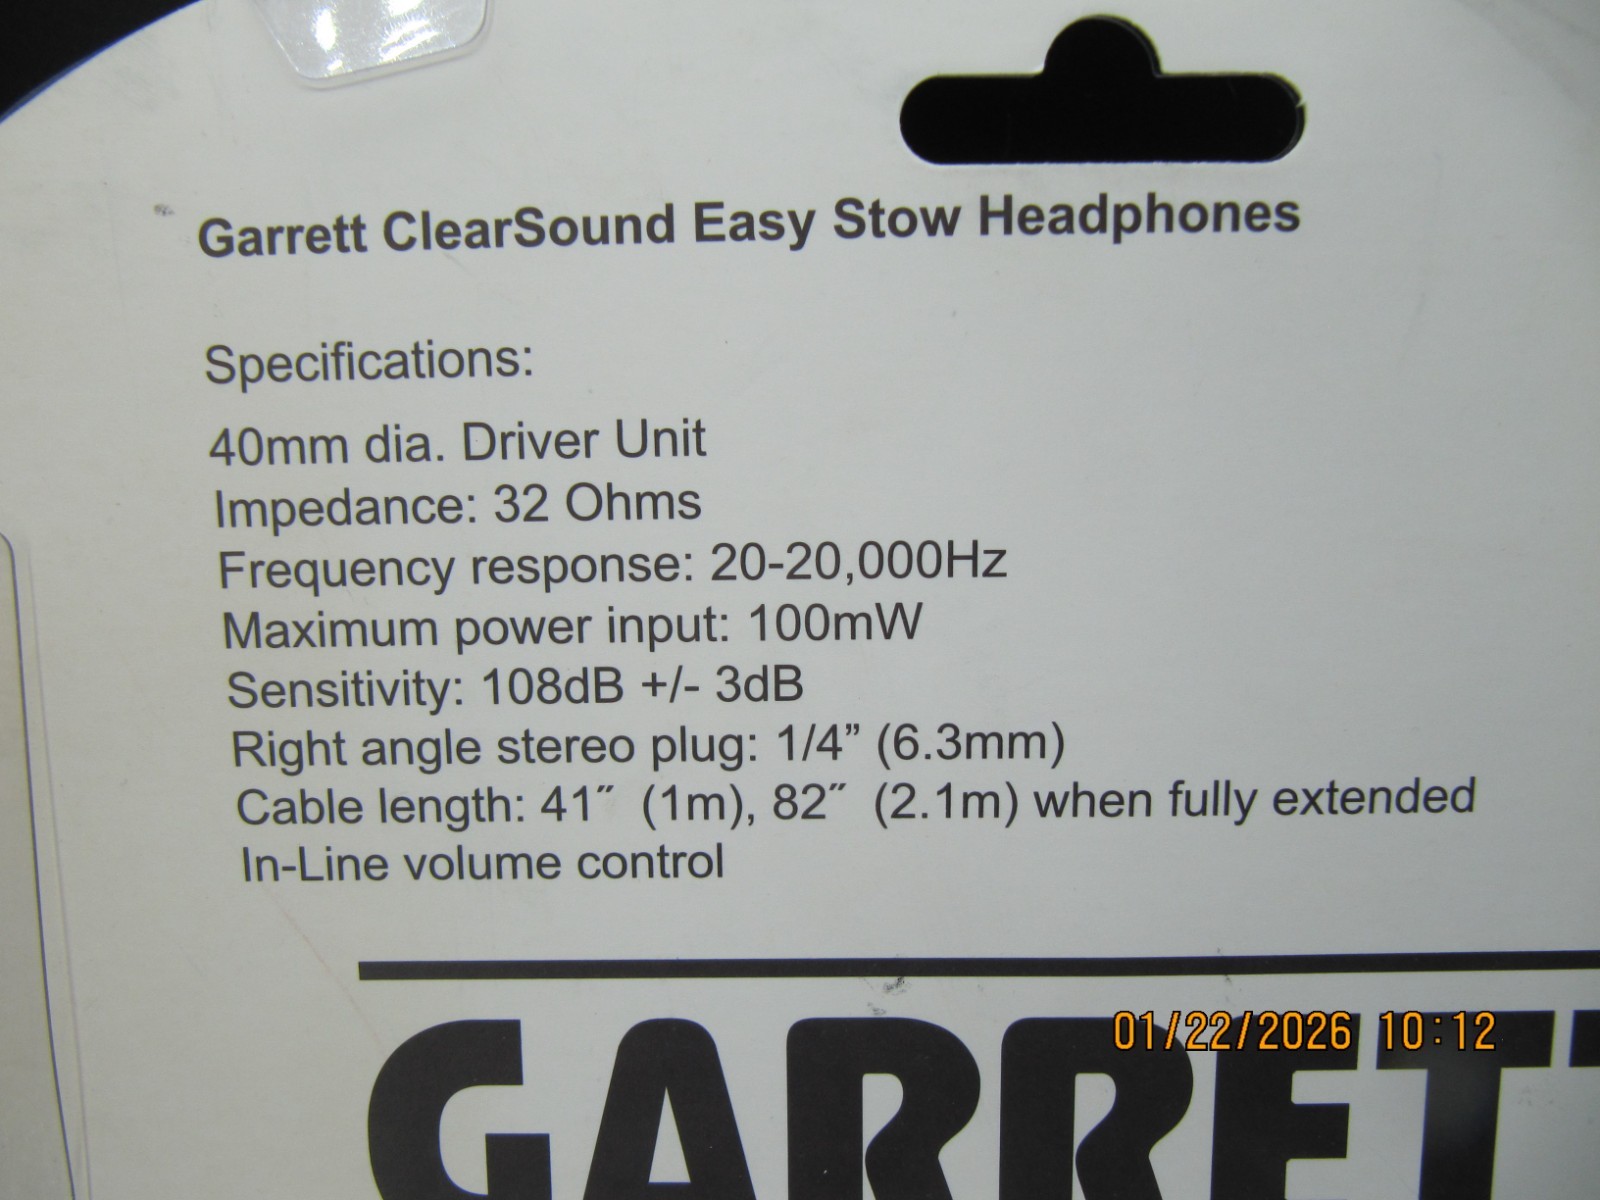 Garrett ClearSound Easy Stow Headphones
Specifications:
40mm dia. Driver Unit
Impedance: 32 Ohms
Frequency response: 20-20,000Hz
Maximum power input: 100mW
Sensitivity: 108dB +/- 3dB
Right angle stereo plug: 1/4” (6.3mm)
Cable length: 41˝ (1m), 82˝ (2.1m) when fully extended
In-Line volume control
01/22/2026 10:12
GARRETT